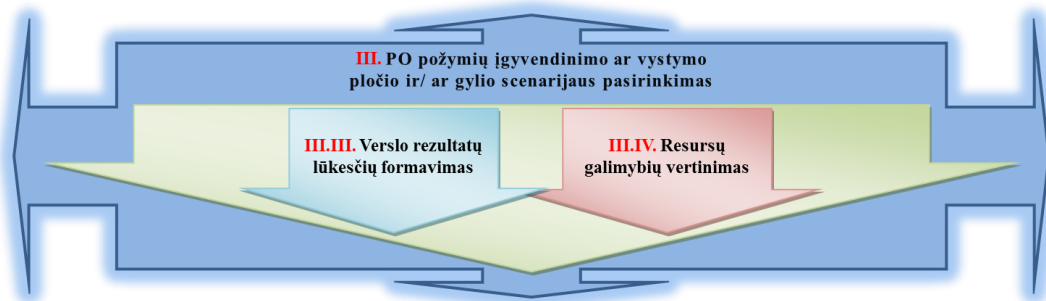 III. PO požymių įgyvendinimo ar vystymo
pločio ir/ ar gylio scenarijaus pasirinkimas
III.III. Verslo rezultatų
lūkesčių formavimas
III.IV. Resursų
galimybių vertinimas